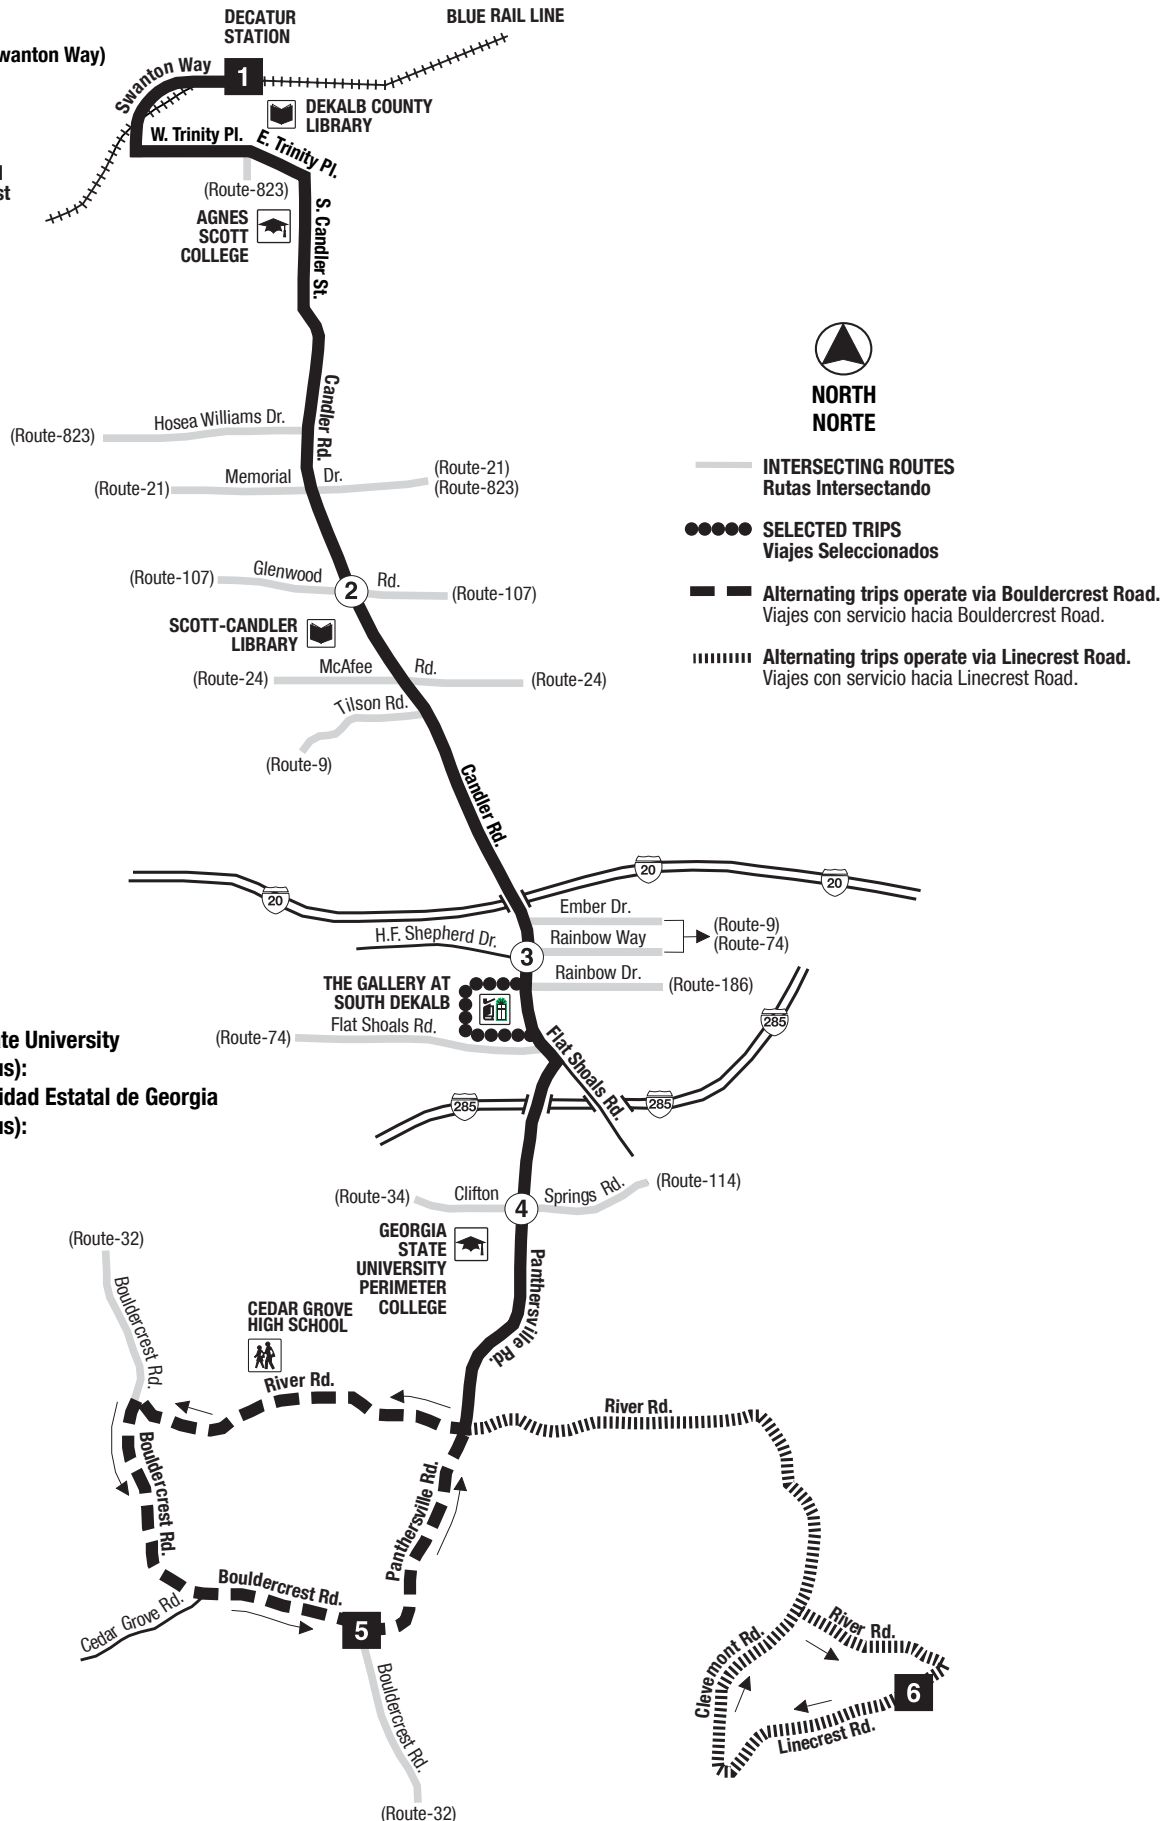 DECATUR
STATION
BLUE RAIL LINE
wanton Way)
Swanton Way
1
DEKALB COUNTY
LIBRARY
W. Trinity Pl.
E. Trinity Pl.
st
(Route-823)
AGNES
SCOTT
COLLEGE
S. Candler St.
NORTH
NORTE
Candler Rd.
Hosea Williams Dr.
(Route-823)
Memorial Dr.
(Route-21)
(Route-21)
(Route-823)
INTERSECTING ROUTES
Rutas Intersectando
SELECTED TRIPS
Viajes Seleccionados
Alternating trips operate via Bouldercrest Road.
Viajes con servicio hacia Bouldercrest Road.
Alternating trips operate via Linecrest Road.
Viajes con servicio hacia Linecrest Road.
(Route-107)
Glenwood Rd.
2
(Route-107)
SCOTT-CANDLER
LIBRARY
(Route-24)
McAfee Rd.
(Route-24)
Tilson Rd.
(Route-9)
Candler Rd.
20
20
20
Ember Dr.
H.F. Shepherd Dr.
3
Rainbow Way
(Route-9)
(Route-74)
Rainbow Dr.
(Route-186)
THE GALLERY AT
SOUTH DEKALB
Flat Shoals Rd.
(Route-74)
Flat Shoals Rd.
285
285
285
te University
us):
idad Estatal de Georgia
us):
(Route-34)
Clifton Springs Rd.
4
(Route-114)
GEORGIA
STATE
UNIVERSITY
PERIMETER
COLLEGE
Panthersville Rd.
(Route-32)
Bouldercrest Rd.
CEDAR GROVE
HIGH SCHOOL
River Rd.
River Rd.
Bouldercrest Rd.
Panthersville Rd.
Bouldercrest Rd.
Cedar Grove Rd.
5
Bouldercrest Rd.
(Route-32)
Clevemont Rd.
River Rd.
6
Linecrest Rd.